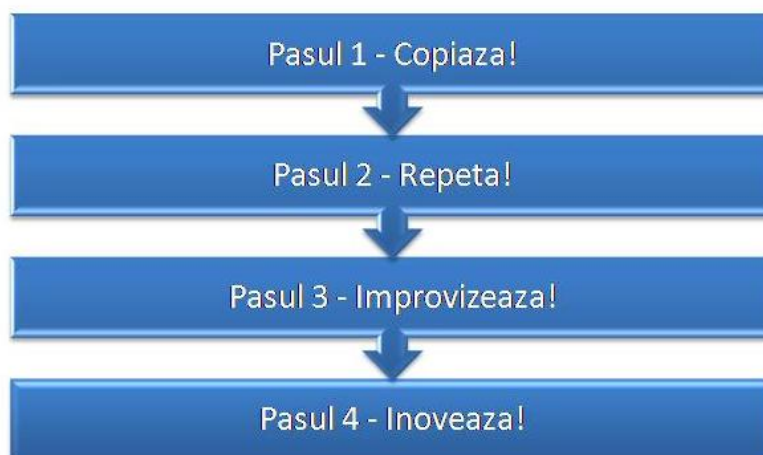 Pasul 1 - Copiaza!
Pasul 2 - Repeta!
Pasul 3 - Improvizeaza!
Pasul 4 - Inoveaza!